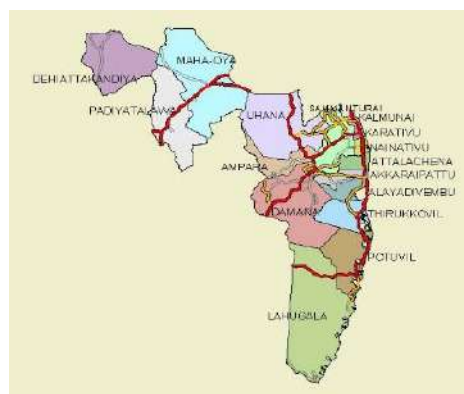 MAHA-OYA
DEHIATTAKANDIYA
PADIYATALAWA
UHANA
KALMUNAI
KARATIVU
NAINATIVU
ATTALACHENA
AMPARA
AKKARAIPATTU
ALAYADIVEMBU
DAMANA
THIRUKKOVIL
POTUVIL
LAHUGALA